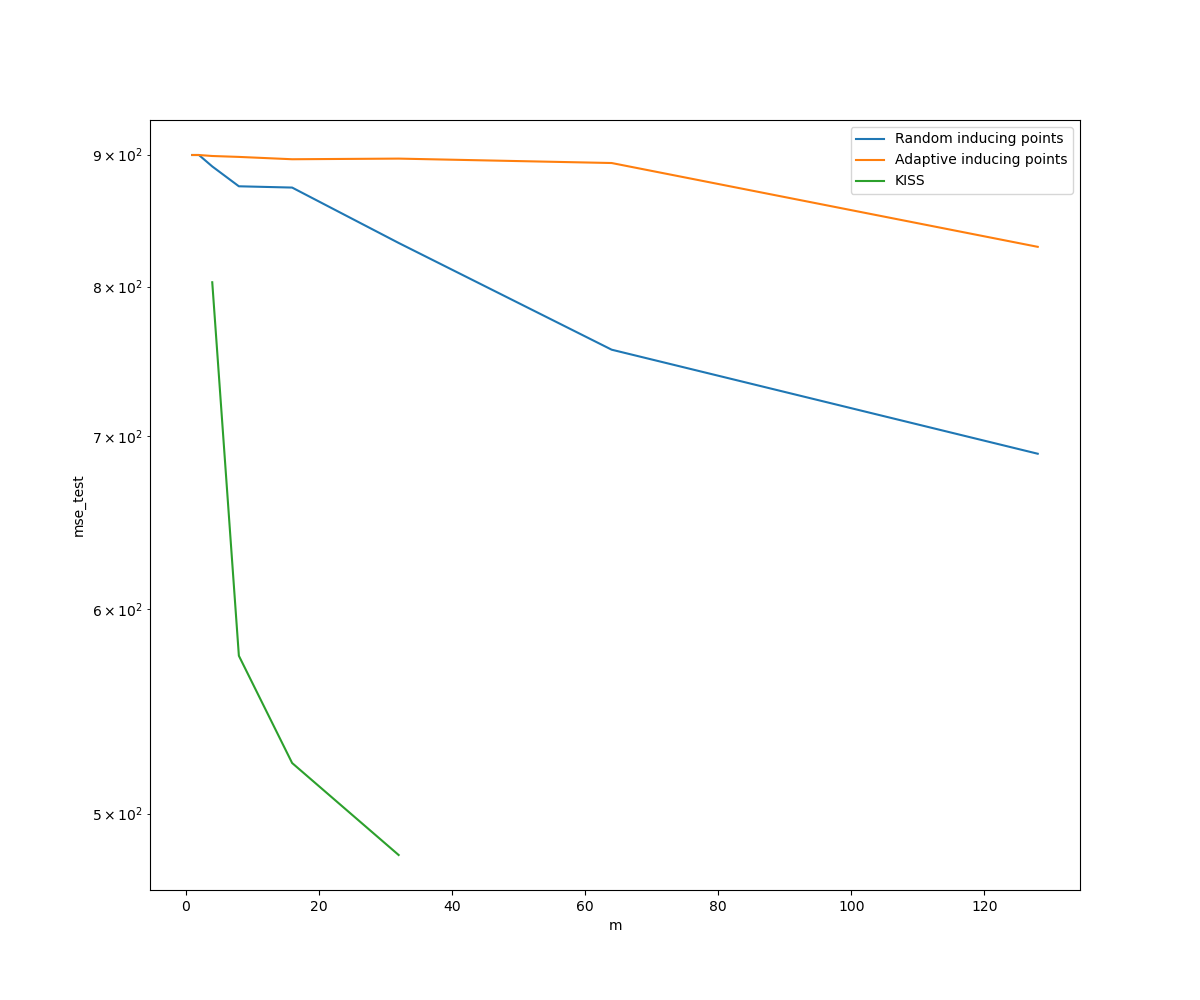 Random inducing points
Adaptive inducing points
KISS
9 × 10²
8 × 10²
7 × 10²
6 × 10²
5 × 10²
mse_test
0 20 40 60 80 100 120
m